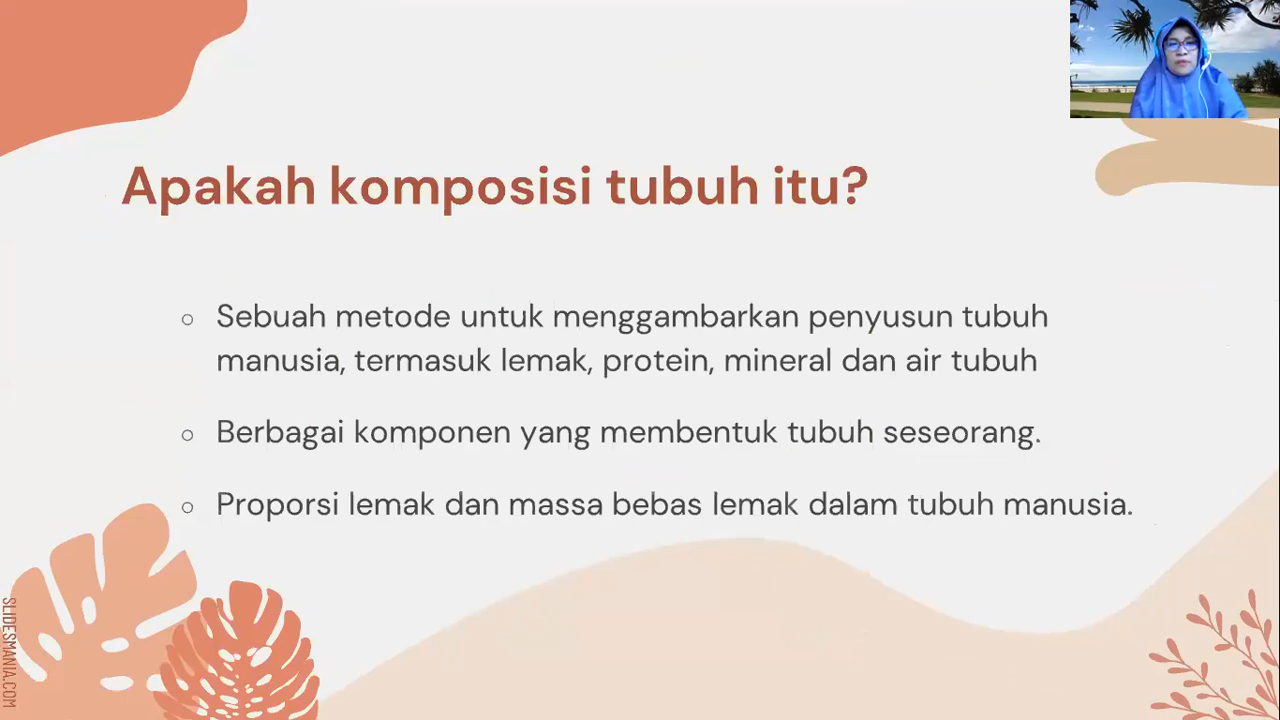 Apakah komposisi tubuh itu?
Sebuah metode untuk menggambarkan penyusun tubuh
manusia, termasuk lemak, protein, mineral dan air tubuh
Berbagai komponen yang membentuk tubuh seseorang.
Proporsi lemak dan massa bebas lemak dalam tubuh manusia.
SLIDESMANIA.COM